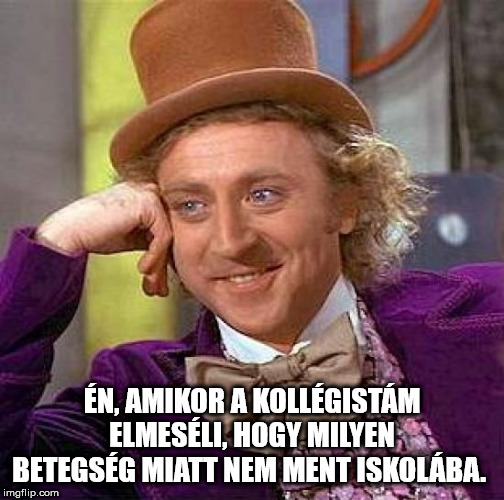 ÉN, AMIKOR A KOLLÉGISTÁM
ELMESÉLI, HOGY MILYEN
BETEGSÉG MIATT NEM MENT ISKOLÁBA.
imgflip.com